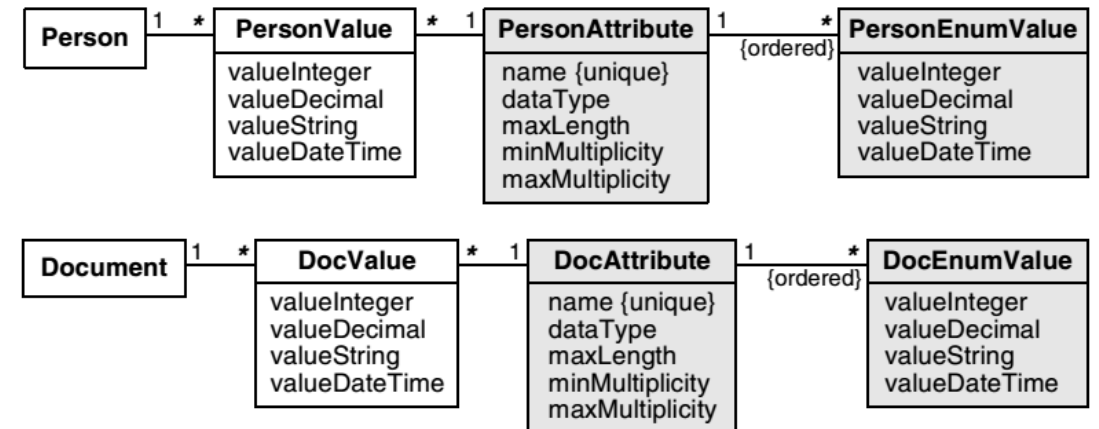 Person 1 * PersonValue * 1 PersonAttribute 1 * PersonEnumValue
{ordered}
valueInteger
valueDecimal
valueString
valueDateTime
name {unique}
dataType
maxLength
minMultiplicity
maxMultiplicity
valueInteger
valueDecimal
valueString
valueDateTime
Document 1 * DocValue * 1 DocAttribute 1 * DocEnumValue
{ordered}
valueInteger
valueDecimal
valueString
valueDateTime
name {unique}
dataType
maxLength
minMultiplicity
maxMultiplicity
valueInteger
valueDecimal
valueString
valueDateTime